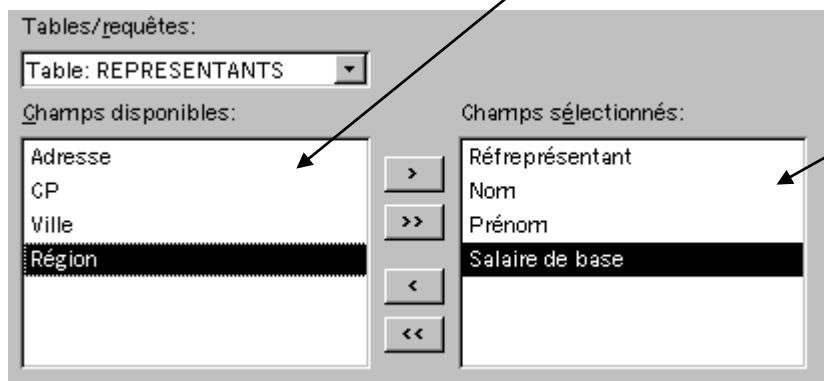 Tables/requêtes:
Table: REPRESENTANTS
Champs disponibles:
Adresse
CP
Ville
Région
>
>>
<
<<
Champs sélectionnés:
Réfreprésentant
Nom
Prénom
Salaire de base